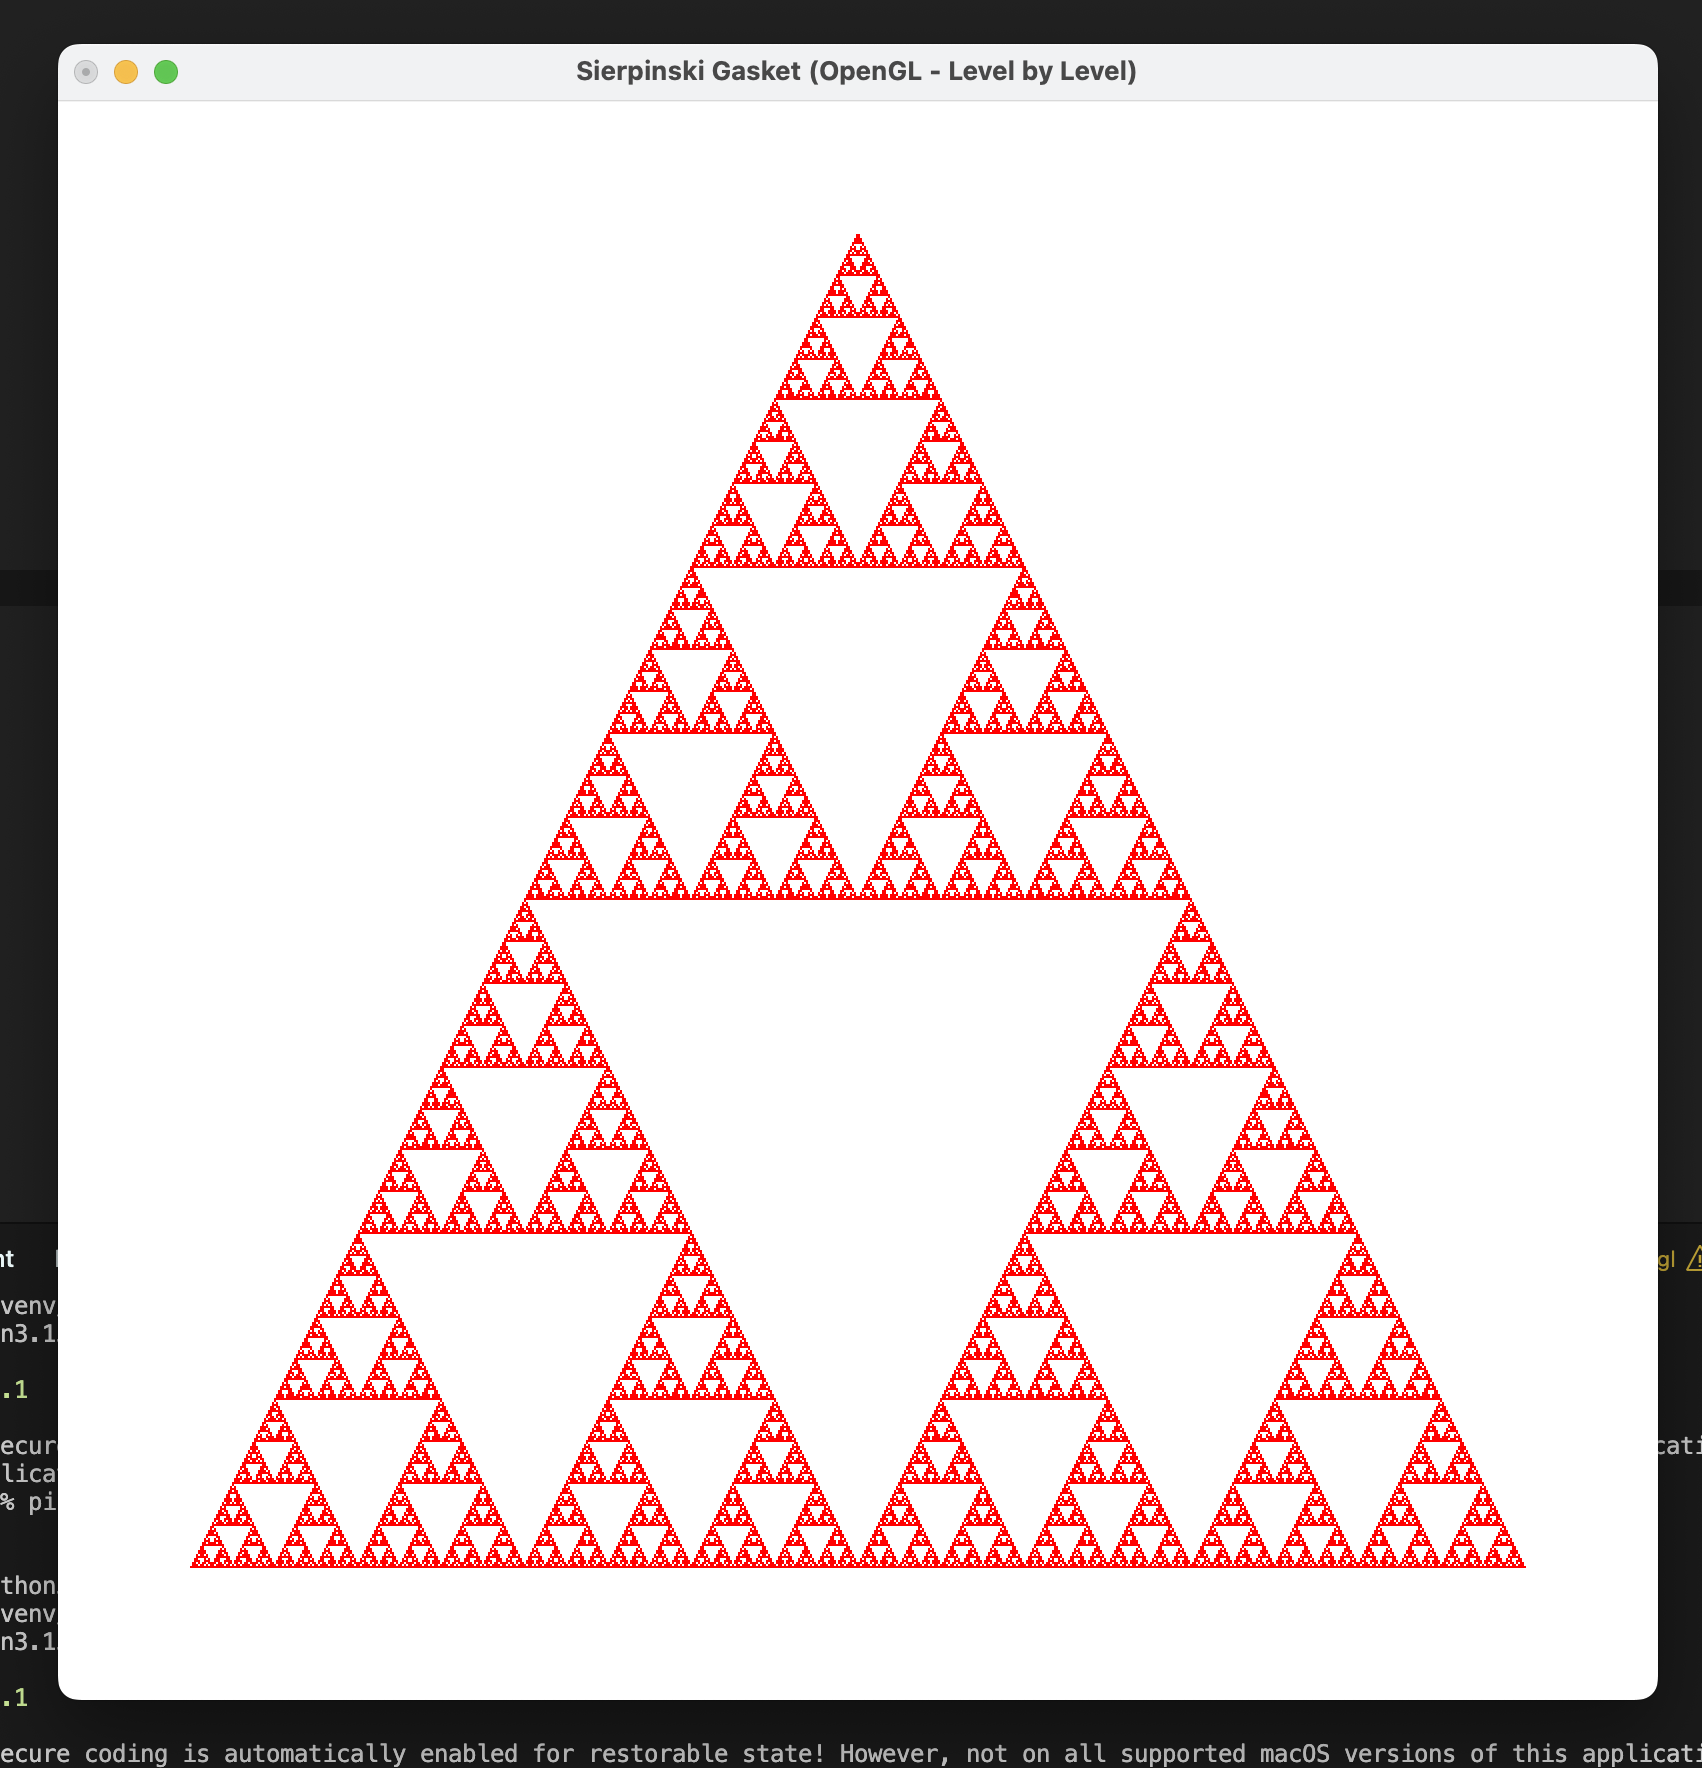 Sierpinski Gasket (OpenGL - Level by Level)
nt
gl
venv
n3.1
.1
ecur cati
lica
% pi
thon
venv
n3.1
.1
ecure coding is automatically enabled for restorable state! However, not on all supported macOS versions of this applicati